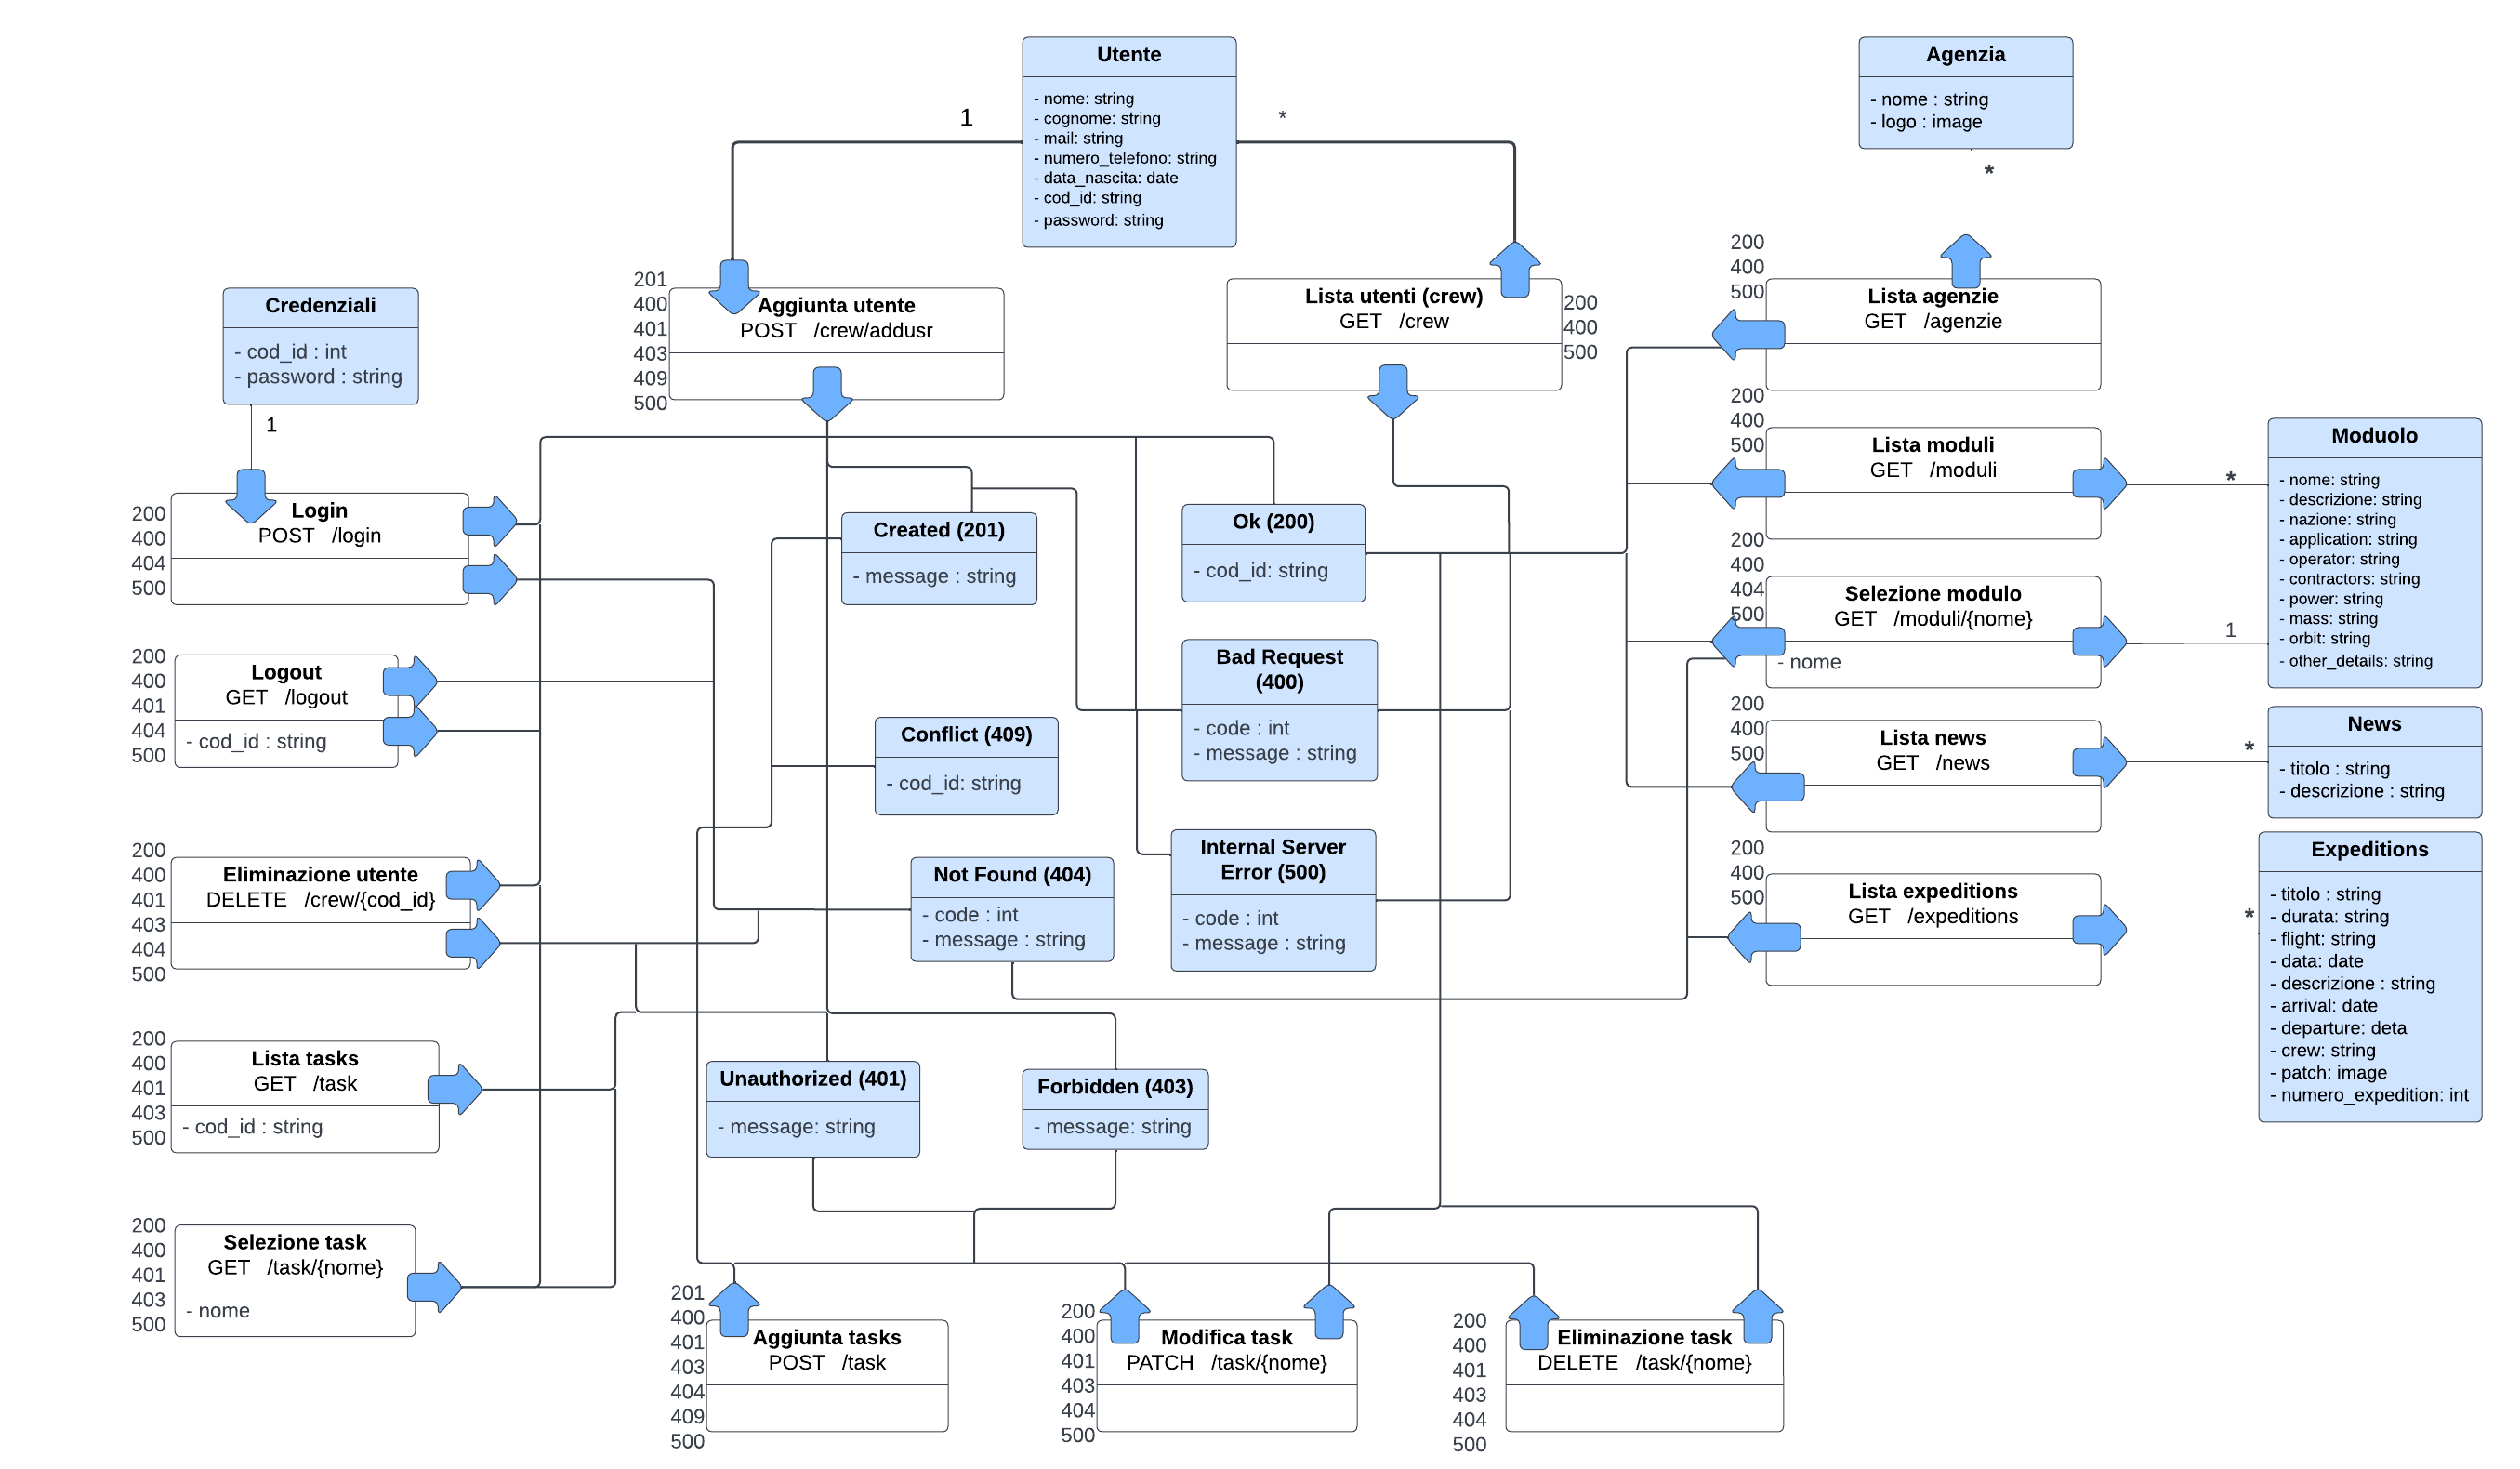 Utente
- nome: string
- cognome: string
- mail: string
- numero_telefono: string
- data_nascita: date
- cod_id: string
- password: string
1
*
Agenzia
- nome : string
- logo : image
*
Credenziali
- cod_id : int
- password : string
1
201
400
401
403
409
500
Aggiunta utente
POST /crew/addusr
Lista utenti (crew)
GET /crew
200
400
500
200
400
500
Lista agenzie
GET /agenzie
200
400
500
Lista moduli
GET /moduli
*
Moduolo
- nome: string
- descrizione: string
- nazione: string
- application: string
- operator: string
- contractors: string
- power: string
- mass: string
- orbit: string
- other_details: string
200
400
404
500
Login
POST /login
Created (201)
- message : string
Ok (200)
- cod_id: string
200
400
404
500
Selezione modulo
GET /moduli/{nome}
- nome
1
200
400
401
404
500
Logout
GET /logout
- cod_id : string
Bad Request
(400)
- code : int
- message : string
Conflict (409)
- cod_id: string
200
400
500
Lista news
GET /news
*
News
- titolo : string
- descrizione : string
200
400
401
403
404
500
Eliminazione utente
DELETE /crew/{cod_id}
Not Found (404)
- code : int
- message : string
Internal Server
Error (500)
- code : int
- message : string
200
400
500
Lista expeditions
GET /expeditions
*
Expeditions
- titolo : string
- durata: string
- flight: string
- data: date
- descrizione : string
- arrival: date
- departure: deta
- crew: string
- patch: image
- numero_expedition: int
200
400
401
403
500
Lista tasks
GET /task
- cod_id : string
Unauthorized (401)
- message: string
Forbidden (403)
- message: string
200
400
401
403
500
Selezione task
GET /task/{nome}
- nome
201
400
401
403
404
409
500
Aggiunta tasks
POST /task
200
400
401
403
404
500
Modifica task
PATCH /task/{nome}
200
400
401
403
404
500
Eliminazione task
DELETE /task/{nome}